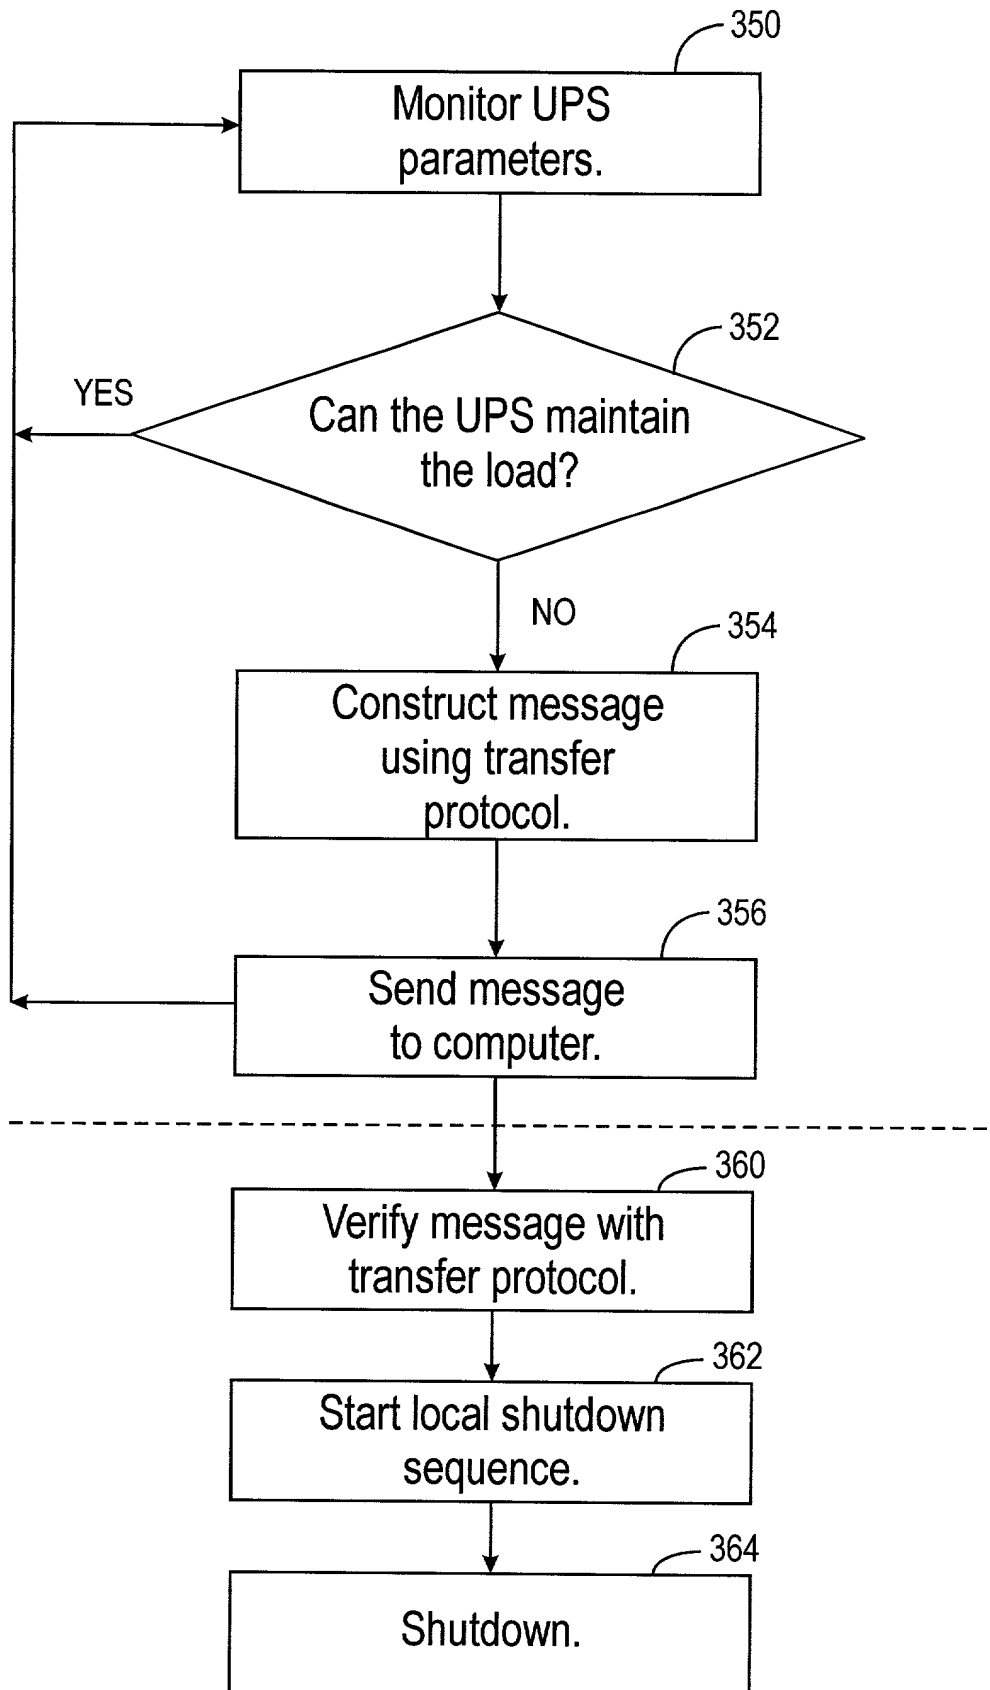 350
Monitor UPS
parameters.
352
YES
Can the UPS maintain
the load?
NO
354
Construct message
using transfer
protocol.
356
Send message
to computer.
360
Verify message with
transfer protocol.
362
Start local shutdown
sequence.
364
Shutdown.